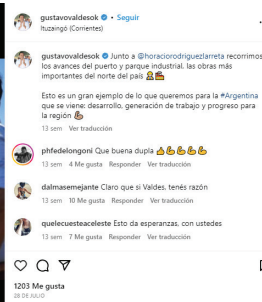 gustavovaldesok • Seguir
Ituzaingó (Corrientes)
gustavovaldesok Junto a @horaciorodriguezlarreta recorrimos
los avances del puerto y parque industrial, las obras más
importantes del norte del país
Esto es un gran ejemplo de lo que queremos para la #Argentina
que se viene: desarrollo, generación de trabajo y progreso para
la región 💪
13 sem Ver traducción
phfedelongoni Que buena dupla 👍💪💪💪💪
13 sem 4 Me gusta Responder Ver traducción
dalmasemejante Claro que si Valdes, tenés razón
13 sem 10 Me gusta Responder Ver traducción
quelecuesteaceleste Esto da esperanzas, con ustedes
13 sem 7 Me gusta Responder Ver traducción
1203 Me gusta
28 DE JULIO